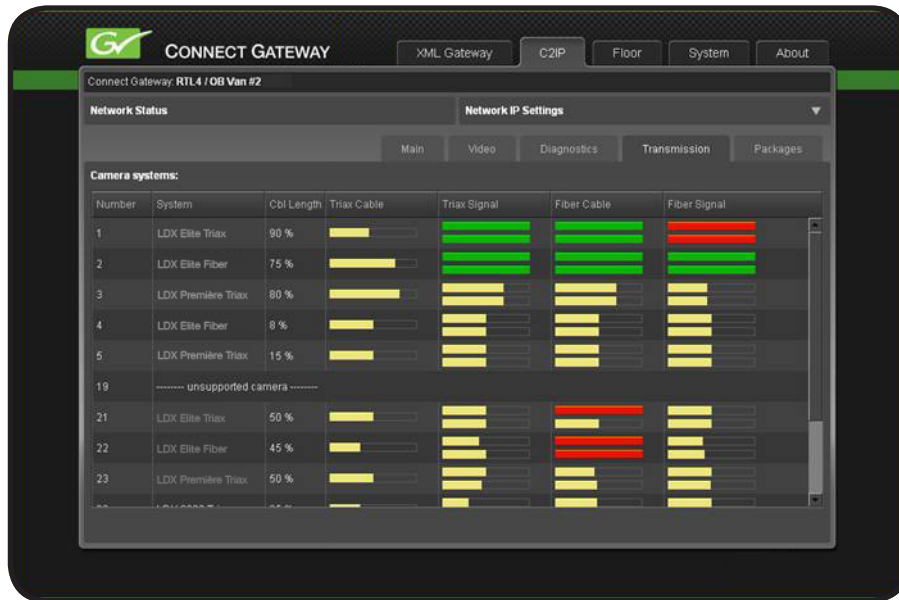 GV CONNECT GATEWAY XML Gateway C2IP Floor System About
Connect Gateway: RTL4 / OB Van #2
Network Status Network IP Settings
Main Video Diagnostics Transmission Packages
Camera systems:
Number System Cbl Length Triax Cable Triax Signal Fiber Cable Fiber Signal
1 LDX Elite Triax 90 %
2 LDX Elite Fiber 75 %
3 LDX Première Triax 80 %
4 LDX Elite Fiber 8 %
5 LDX Première Triax 15 %
19 -------- unsupported camera --------
21 LDX Elite Triax 50 %
22 LDX Elite Fiber 45 %
23 LDX Première Triax 50 %